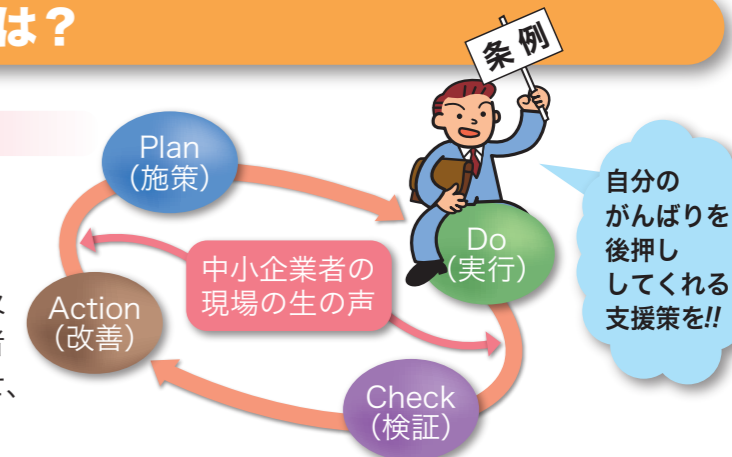 は？
条例
Plan
（施策）
自分の
がんばりを
後押し
してくれる
支援策を!!
Do
（実行）
中小企業者の
現場の生の声
Action
（改善）
Check
（検証）